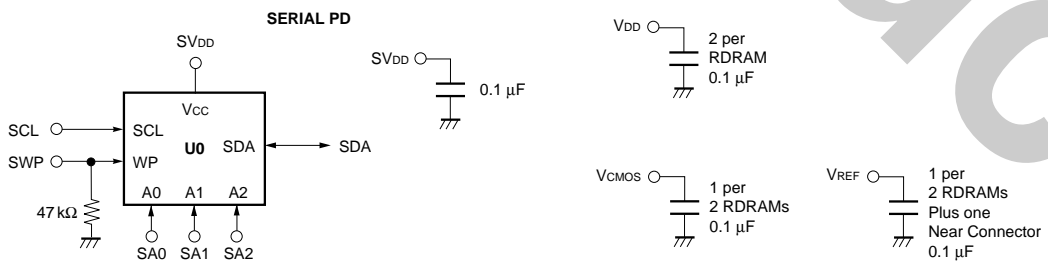 SERIAL PD
SVDD
VCC
SCL
SCL
U0
SDA
SDA
SWP
WP
A0 A1 A2
47 kΩ
SA0 SA1 SA2
SVDD
0.1 µF
VDD
2 per
RDRAM
0.1 µF
VCMOS
1 per
2 RDRAMs
0.1 µF
VREF
1 per
2 RDRAMs
Plus one
Near Connector
0.1 µF